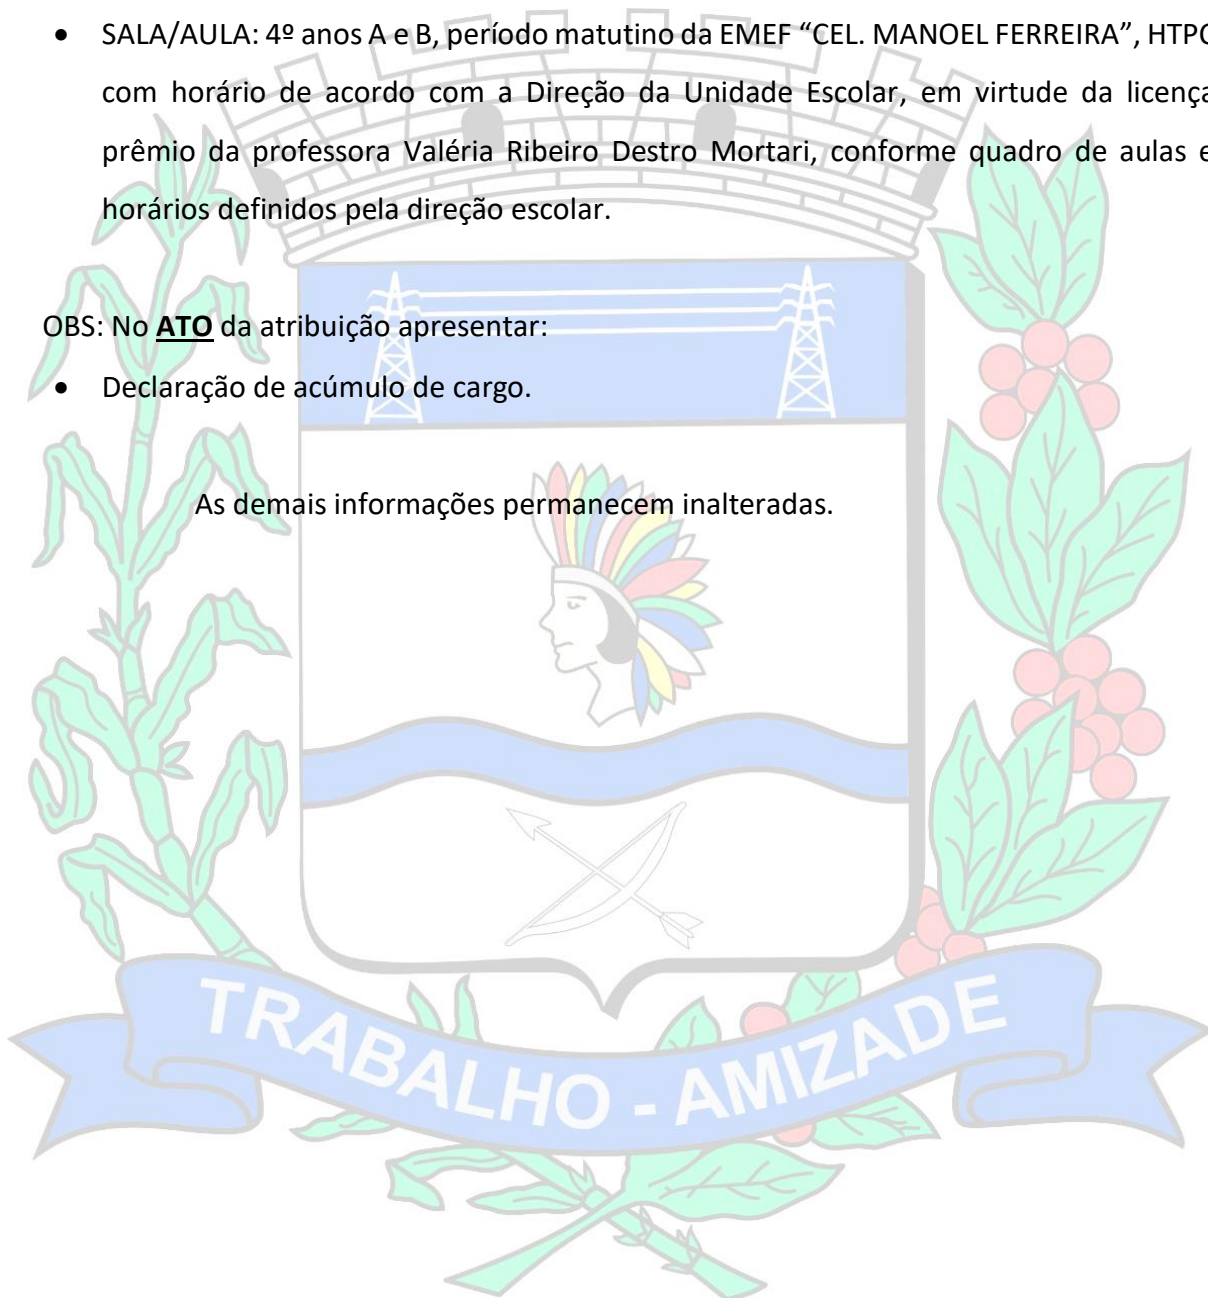 • SALA/AULA: 4º anos A e B, período matutino da EMEF “CEL. MANOEL FERREIRA”, HTPC
com horário de acordo com a Direção da Unidade Escolar, em virtude da licença
prêmio da professora Valéria Ribeiro Destro Mortari, conforme quadro de aulas e
horários definidos pela direção escolar.
OBS: No ATO da atribuição apresentar:
• Declaração de acúmulo de cargo.
As demais informações permanecem inalteradas.
TRABALHO - AMIZADE